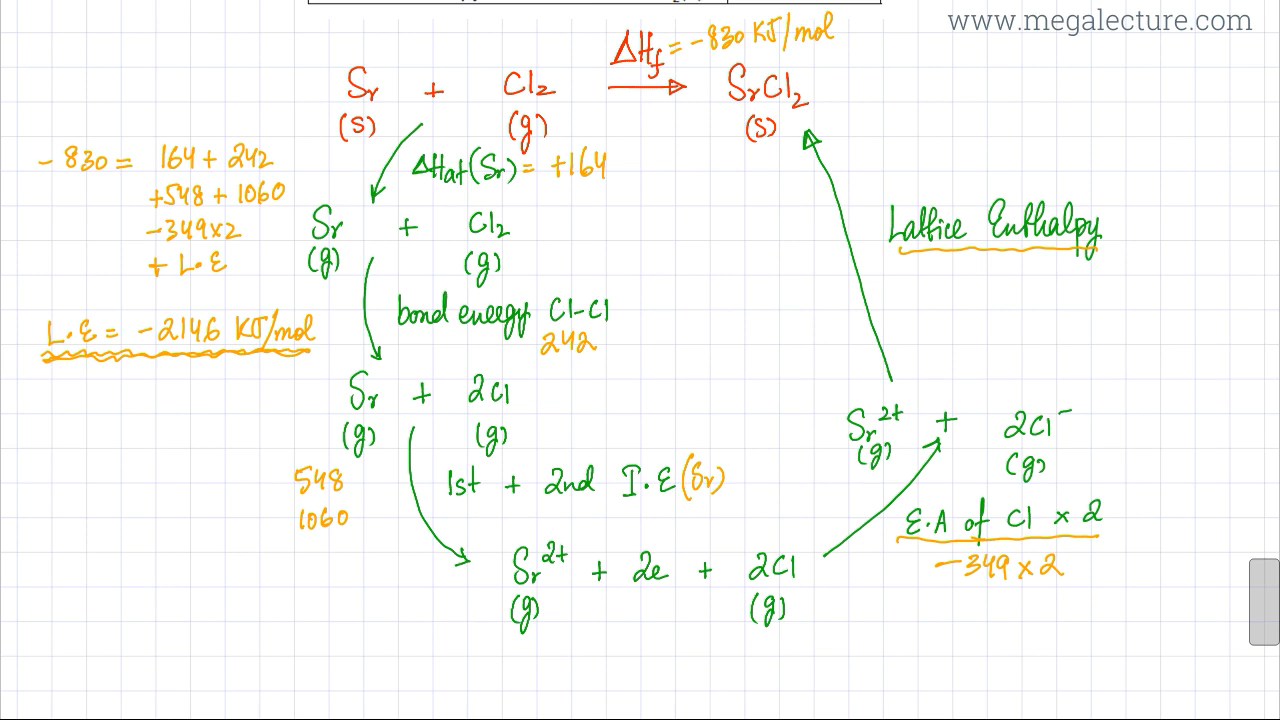 www.megalecture.com
ΔHf = -830 KJ/mol
Sr + Cl2 → SrCl2
(s) (g) (s)
ΔHat(Sr) = +164
-830 = 164 + 242
+548 + 1060
-349x2
+ L.E
L.E = -2146 KJ/mol
Sr + Cl2
(g) (g)
Lattice Enthalpy
bond energy Cl-Cl
242
Sr + 2Cl
(g) (g)
Sr2+ + 2Cl-
(g) (g)
548
1060
1st + 2nd I.E (Sr)
E.A of Cl x 2
-349 x 2
Sr2+ + 2e + 2Cl
(g) (g)